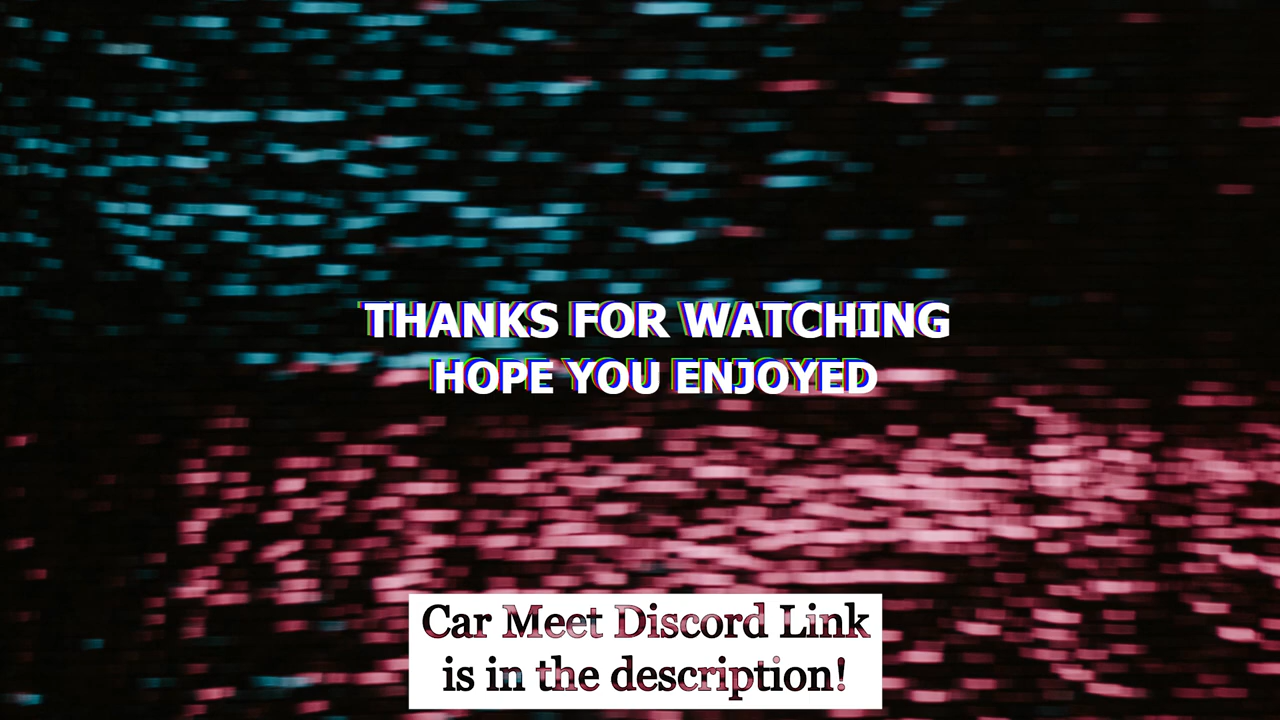 THANKS FOR WATCHING
HOPE YOU ENJOYED
Car Meet Discord Link
is in the description!